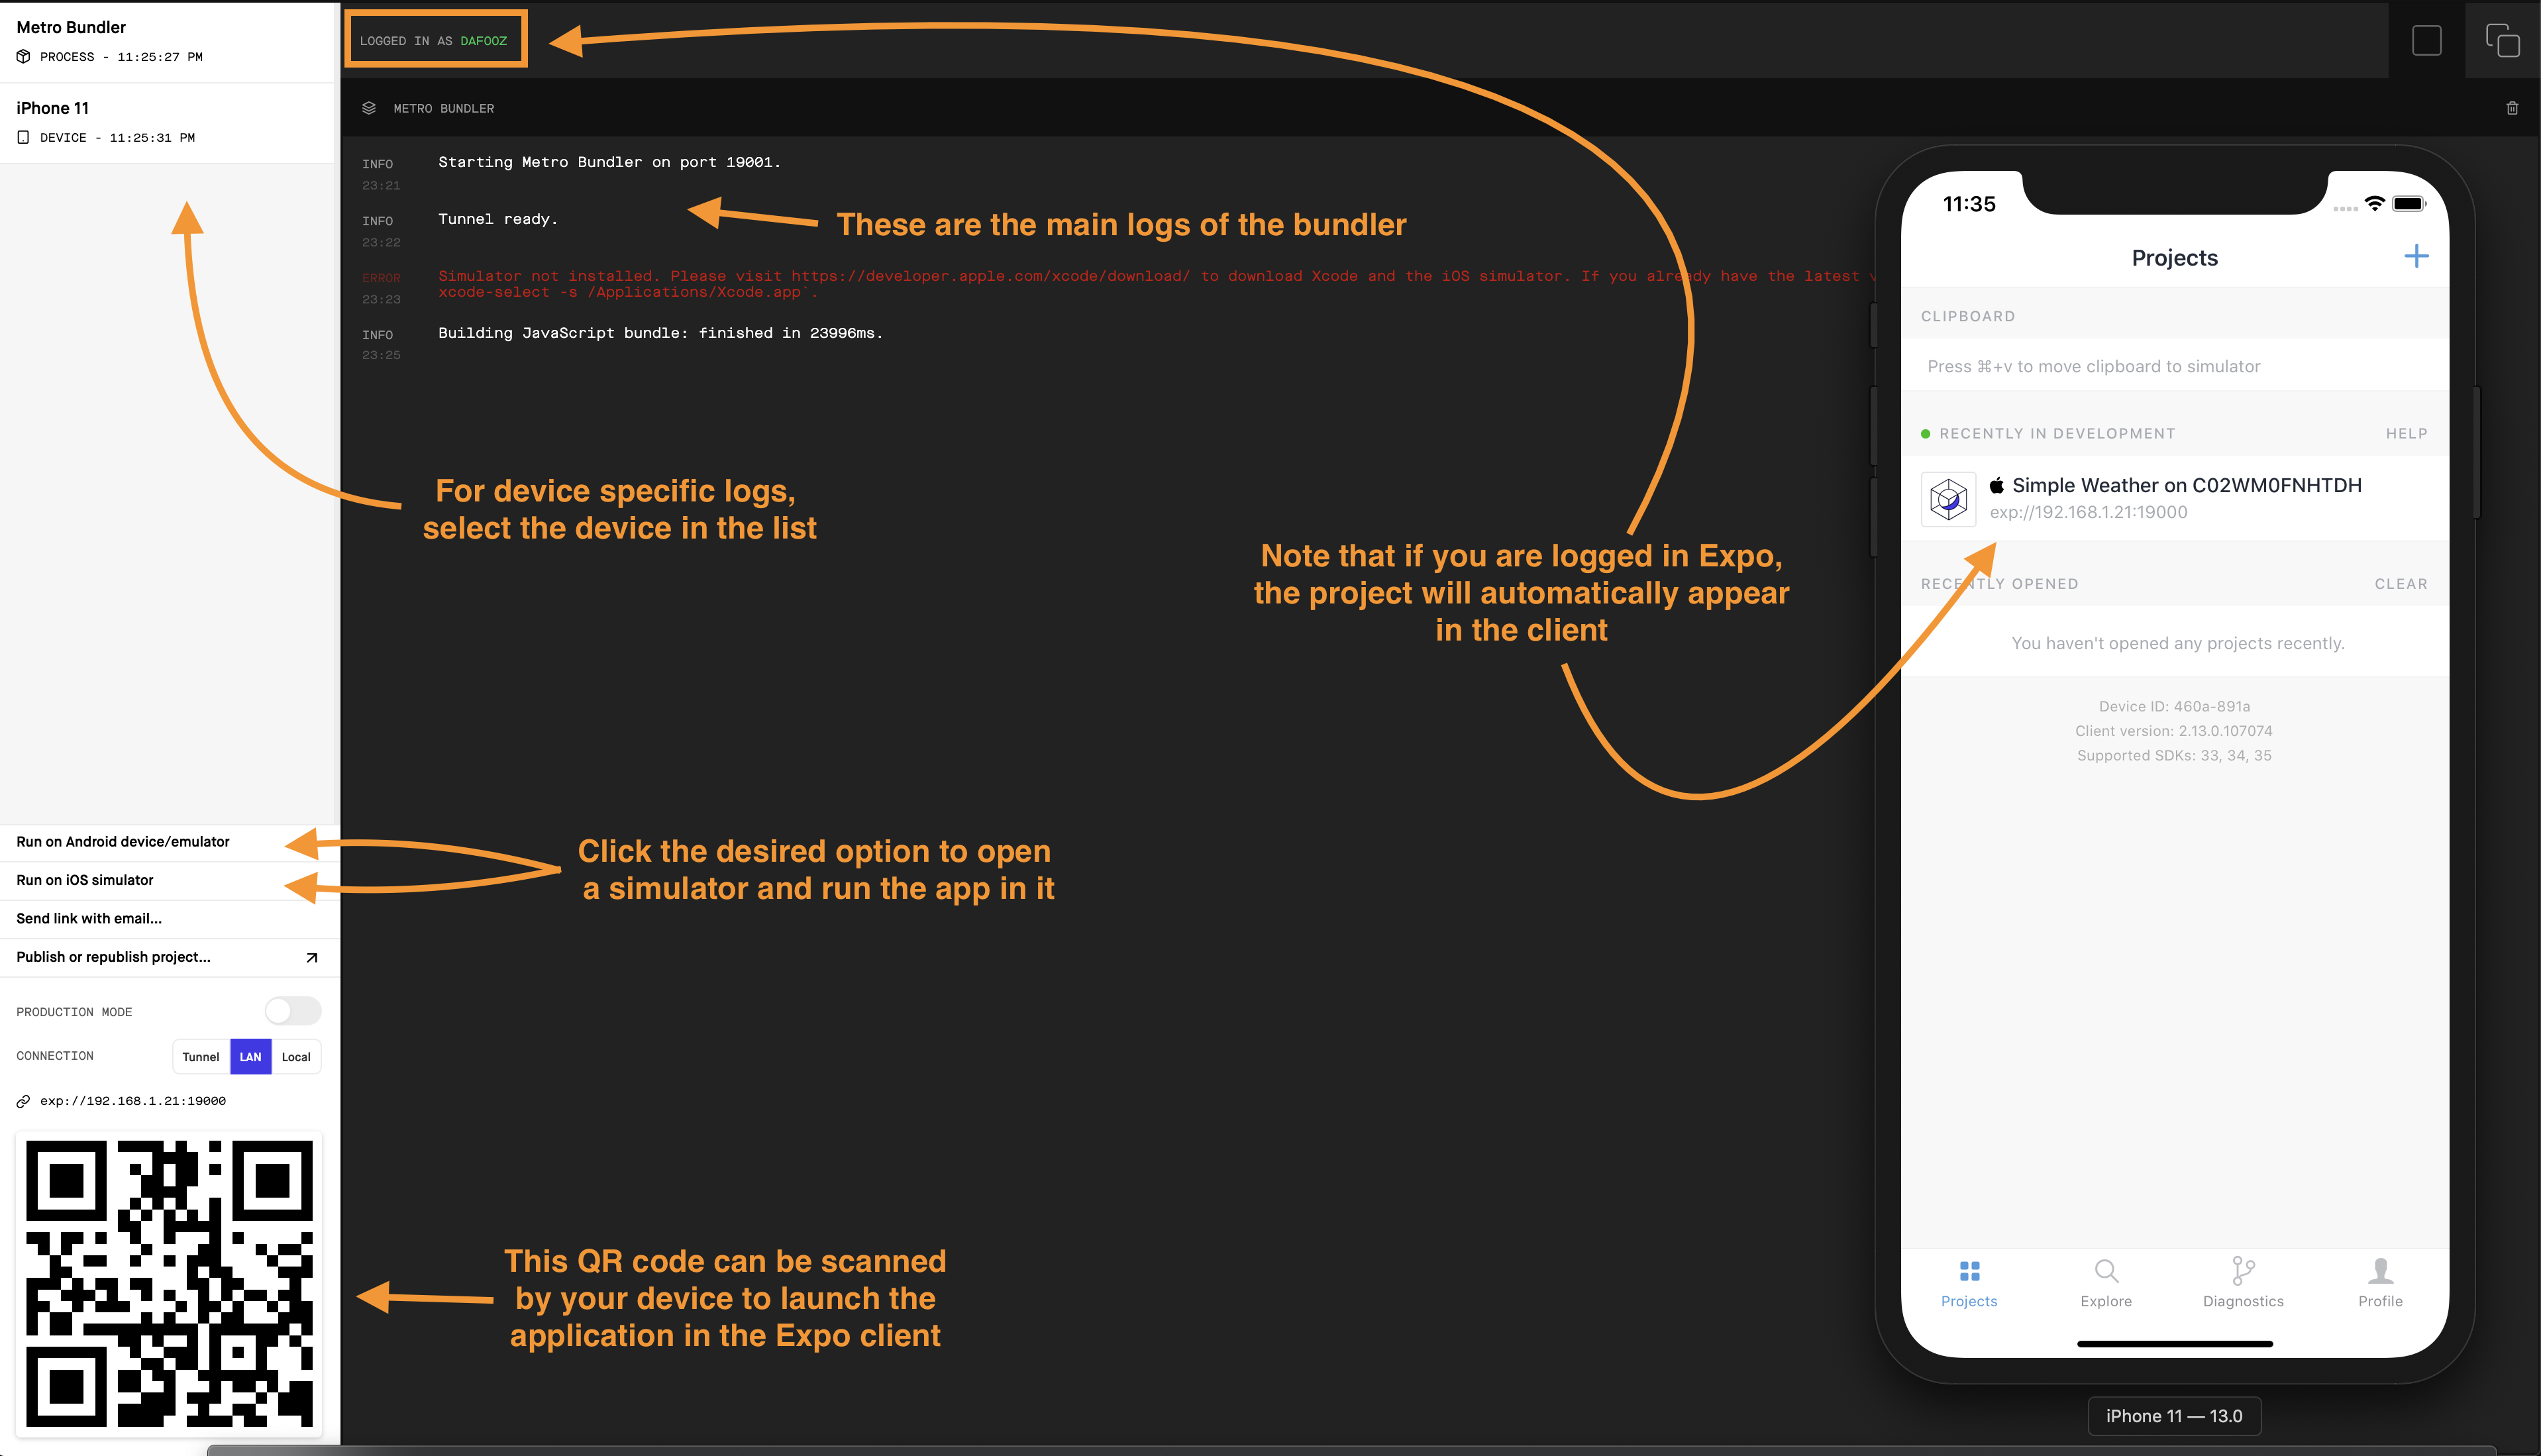 Metro Bundler
PROCESS - 11:25:27 PM
iPhone 11
DEVICE - 11:25:31 PM
LOGGED IN AS DAFOOZ
METRO BUNDLER
INFO Starting Metro Bundler on port 19001.
23:21
These are the main logs of the bundler
INFO Tunnel ready.
23:22
ERROR Simulator not installed. Please visit https://developer.apple.com/xcode/download/ to download Xcode and the iOS simulator. If you already have the latest v
23:23 xcode-select -s /Applications/Xcode.app`.
INFO Building JavaScript bundle: finished in 23996ms.
23:25
For device specific logs,
select the device in the list
Note that if you are logged in Expo,
the project will automatically appear
in the client
Click the desired option to open
a simulator and run the app in it
This QR code can be scanned
by your device to launch the
application in the Expo client
Run on Android device/emulator
Run on iOS simulator
Send link with email...
Publish or republish project...
PRODUCTION MODE
CONNECTION Tunnel LAN Local
exp://192.168.1.21:19000
11:35
Projects
CLIPBOARD
Press ⌘+v to move clipboard to simulator
RECENTLY IN DEVELOPMENT HELP
Simple Weather on C02WM0FNHTDH
exp://192.168.1.21:19000
RECENTLY OPENED CLEAR
You haven't opened any projects recently.
Device ID: 460a-891a
Client version: 2.13.0.107074
Supported SDKs: 33, 34, 35
Projects Explore Diagnostics Profile
iPhone 11 — 13.0